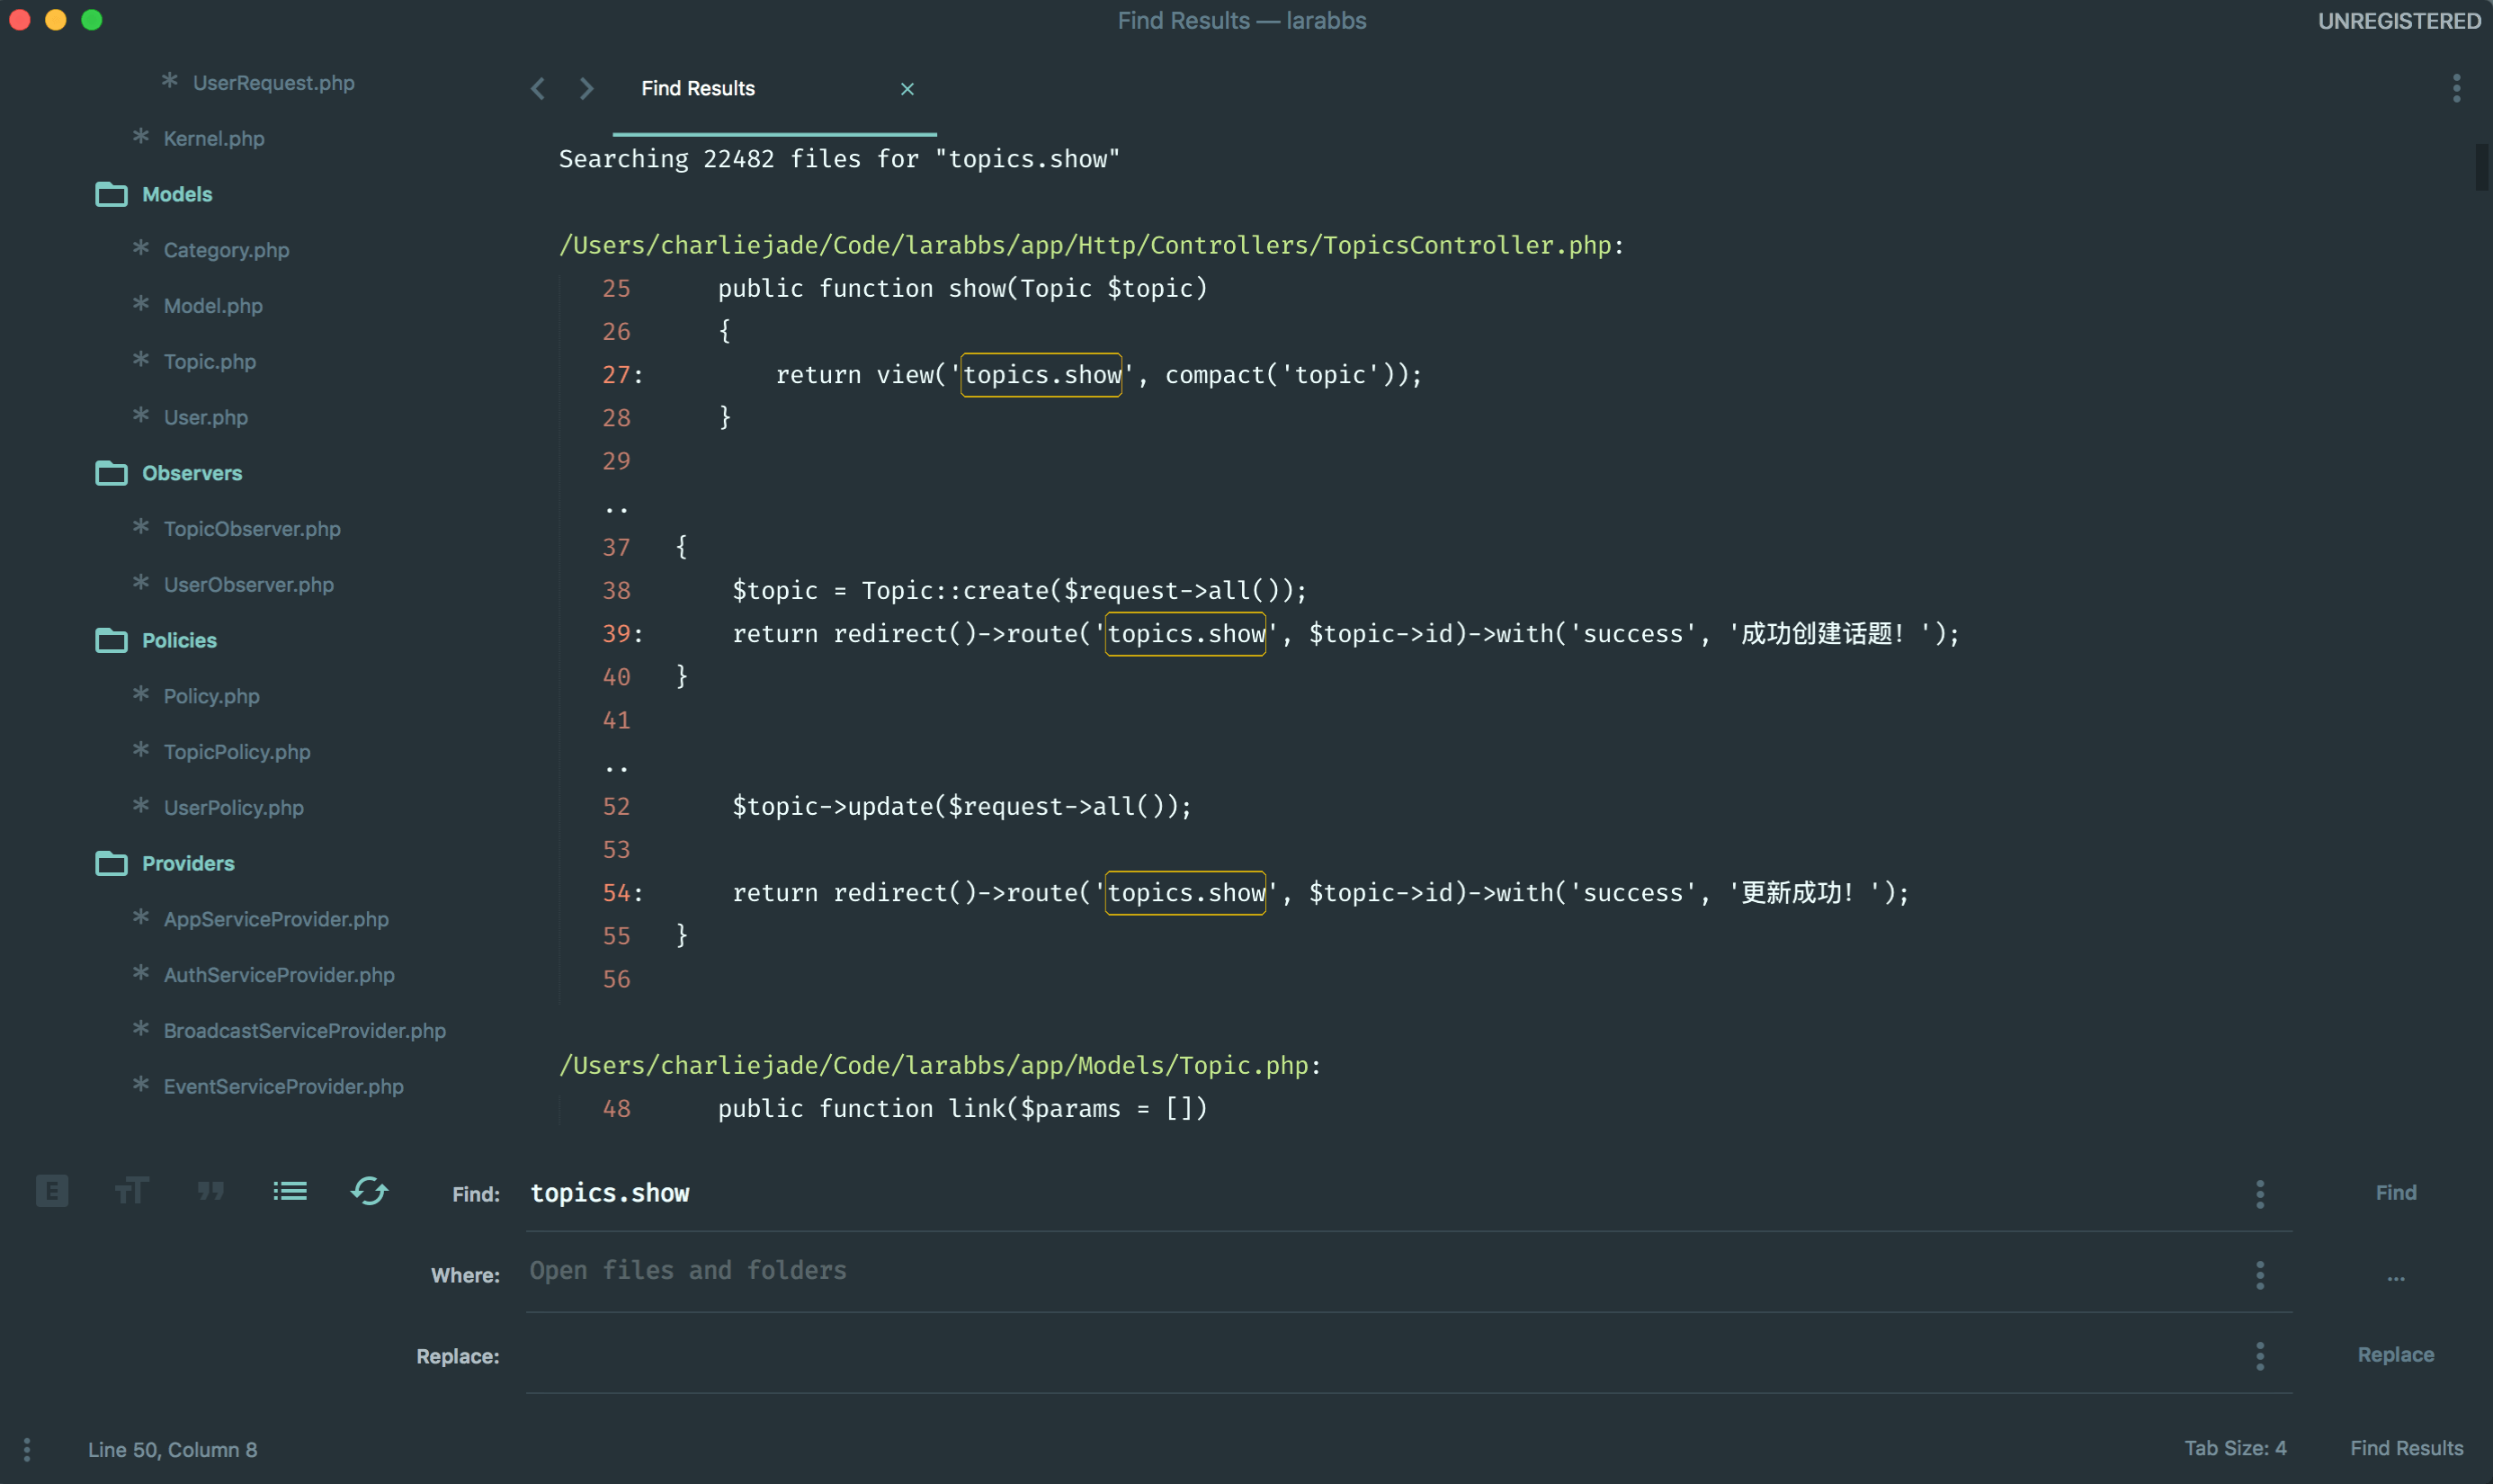 Find Results — larabbs
UNREGISTERED
UserRequest.php
Kernel.php
Models
Category.php
Model.php
Topic.php
User.php
Observers
TopicObserver.php
UserObserver.php
Policies
Policy.php
TopicPolicy.php
UserPolicy.php
Providers
AppServiceProvider.php
AuthServiceProvider.php
BroadcastServiceProvider.php
EventServiceProvider.php
Find Results
Searching 22482 files for "topics.show"
/Users/charliejade/Code/larabbs/app/Http/Controllers/TopicsController.php:
25 public function show(Topic $topic)
26 {
27: return view('topics.show', compact('topic'));
28 }
29
..
37 {
38 $topic = Topic::create($request->all());
39: return redirect()->route('topics.show', $topic->id)->with('success', '成功创建话题！');
40 }
41
..
52 $topic->update($request->all());
53
54: return redirect()->route('topics.show', $topic->id)->with('success', '更新成功！');
55 }
56
/Users/charliejade/Code/larabbs/app/Models/Topic.php:
48 public function link($params = [])
Find: topics.show Find
Where: Open files and folders ...
Replace: Replace
Line 50, Column 8
Tab Size: 4
Find Results